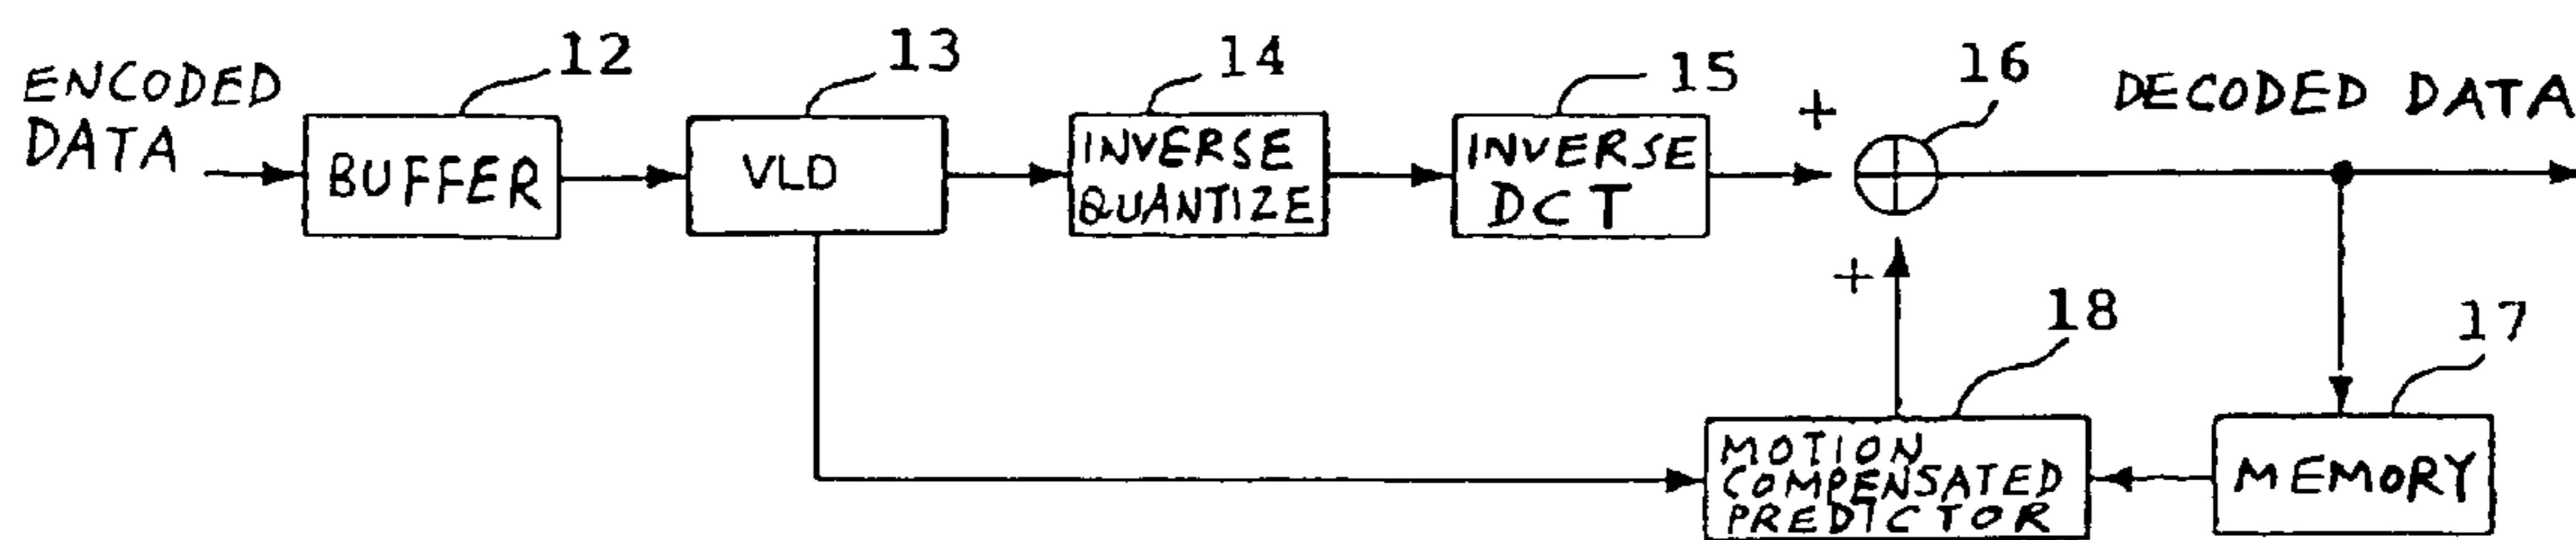 12
13
14
15
16
ENCODED
DATA
BUFFER
VLD
INVERSE
QUANTIZE
INVERSE
DCT
+
DECODED DATA
+
18
17
MOTION
COMPENSATED
PREDICTOR
MEMORY